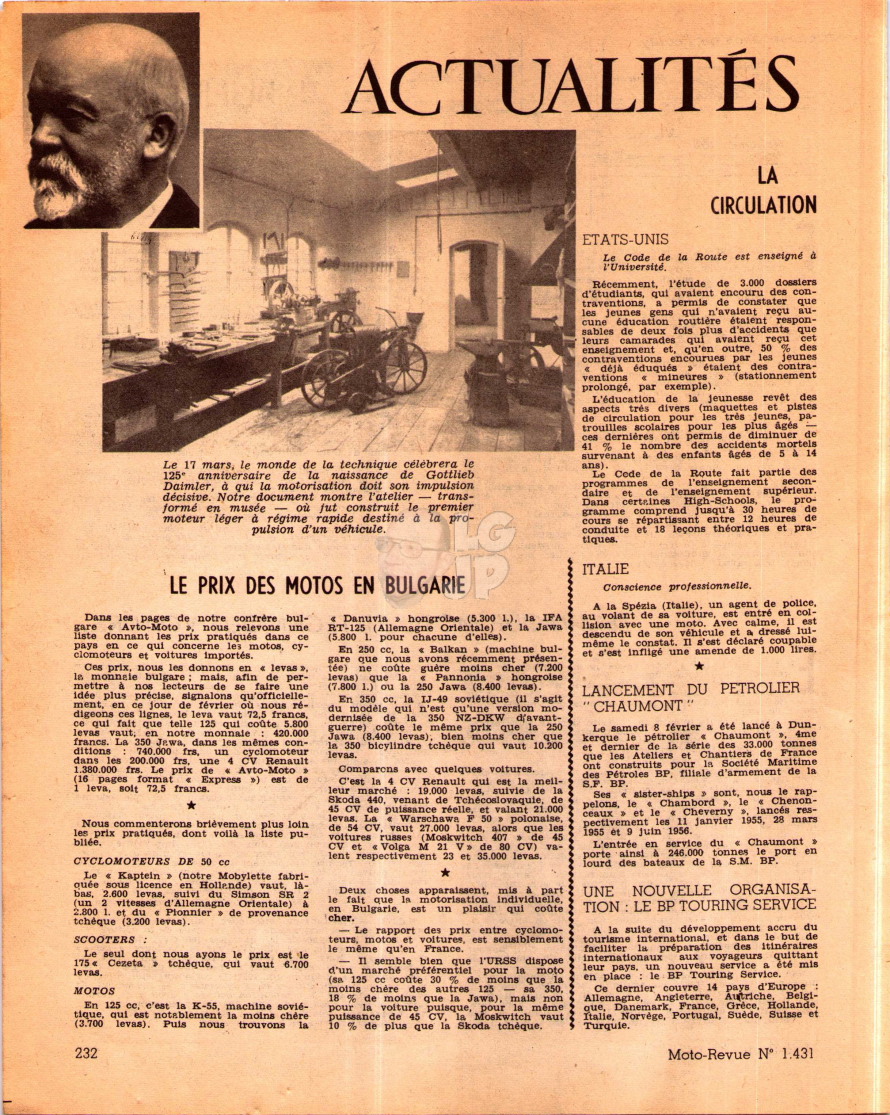 ACTUALITÉS
Le 17 mars, le monde de la technique célèbrera le
125e anniversaire de la naissance de Gottlieb
Daimler, à qui la motorisation doit son impulsion
décisive. Notre document montre l'atelier — trans-
formé en musée — où fut construit le premier
moteur léger à régime rapide destiné à la pro-
pulsion d'un véhicule.
LE PRIX DES MOTOS EN BULGARIE
Dans les pages de notre confrère bul-
gare « Avto-Moto », nous relevons une
liste donnant les prix pratiqués dans ce
pays en ce qui concerne les motos, cy-
clomoteurs et voitures importés.
Ces prix, nous les donnons en « levas »,
la monnaie bulgare ; mais, afin de per-
mettre à nos lecteurs de se faire une
idée plus précise, signalons qu'officielle-
ment, en ce jour de février où nous ré-
digeons ces lignes, le leva vaut 72,5 francs,
ce qui fait que telle 125 qui coûte 5.800
levas vaut, en notre monnaie : 420.000
francs. La 350 Jawa, dans les mêmes con-
ditions : 740.000 frs, un cyclomoteur
dans les 200.000 frs, une 4 CV Renault
1.380.000 frs. Le prix de « Avto-Moto »
(16 pages format « Express ») est de
1 leva, soit 72,5 francs.
★
Nous commenterons brièvement plus loin
les prix pratiqués, dont voilà la liste pu-
bliée.
CYCLOMOTEURS DE 50 cc
Le « Kaptein » (notre Mobylette fabri-
quée sous licence en Hollande) vaut, là-
bas, 2.600 levas, suivi du Simson SR 2
(un 2 vitesses d'Allemagne Orientale) à
2.800 l. et du « Pionnier » de provenance
tchèque (3.200 levas).
SCOOTERS :
Le seul dont nous ayons le prix est le
175 « Cezeta » tchèque, qui vaut 6.700
levas.
MOTOS
En 125 cc, c'est la K-55, machine sovié-
tique, qui est notablement la moins chère
(3.700 levas). Puis nous trouvons la
« Danuvia » hongroise (5.300 l.), la IFA
RT-125 (Allemagne Orientale) et la Jawa
(5.800 l. pour chacune d'elles).
En 250 cc, la « Balkan » (machine bul-
gare que nous avons récemment présen-
tée) ne coûte guère moins cher (7.200
levas) que la « Pannonia » hongroise
(7.800 l.) ou la 250 Jawa (8.400 levas).
En 350 cc, la IJ-49 soviétique (il s'agit
du modèle qui n'est qu'une version mo-
dernisée de la 350 NZ-DKW d'avant-
guerre) coûte le même prix que la 250
Jawa (8.400 levas), bien moins cher que
la 350 bicylindre tchèque qui vaut 10.200
levas.
Comparons avec quelques voitures.
C'est la 4 CV Renault qui est la meil-
leur marché : 19.000 levas, suivie de la
Skoda 440, venant de Tchécoslovaquie, de
45 CV de puissance réelle, et valant 21.000
levas. La « Warschawa F 50 » polonaise,
de 54 CV, vaut 27.000 levas, alors que les
voitures russes (Moskwitch 407 » de 45
CV et « Volga M 21 V » de 80 CV) va-
lent respectivement 23 et 35.000 levas.
★
Deux choses apparaissent, mis à part
le fait que la motorisation individuelle,
en Bulgarie, est un plaisir qui coûte
cher.
— Le rapport des prix entre cyclomo-
teurs, motos et voitures, est sensiblement
le même qu'en France.
— Il semble bien que l'URSS dispose
d'un marché préférentiel pour la moto
(sa 125 cc coûte 30 % de moins que la
moins chère des autres 125 — sa 350,
18 % de moins que la Jawa), mais non
pour la voiture puisque, pour la même
puissance de 45 CV, la Moskwitch vaut
10 % de plus que la Skoda tchèque.
LA
CIRCULATION
ETATS-UNIS
Le Code de la Route est enseigné à
l'Université.
Récemment, l'étude de 3.000 dossiers
d'étudiants, qui avaient encouru des con-
traventions, a permis de constater que
les jeunes gens qui n'avaient reçu au-
cune éducation routière étaient respon-
sables de deux fois plus d'accidents que
leurs camarades qui avaient reçu cet
enseignement et, qu'en outre, 50 % des
contraventions encourues par les jeunes
« déjà éduqués » étaient des contra-
ventions « mineures » (stationnement
prolongé, par exemple).
L'éducation de la jeunesse revêt des
aspects très divers (maquettes et pistes
de circulation pour les très jeunes, pa-
trouilles scolaires pour les plus âgés —
ces dernières ont permis de diminuer de
41 % le nombre des accidents mortels
survenant à des enfants âgés de 5 à 14
ans).
Le Code de la Route fait partie des
programmes de l'enseignement secon-
daire et de l'enseignement supérieur.
Dans certaines High-Schools, le pro-
gramme comprend jusqu'à 30 heures de
cours se répartissant entre 12 heures de
conduite et 18 leçons théoriques et pra-
tiques.
ITALIE
Conscience professionnelle.
A la Spézia (Italie), un agent de police,
au volant de sa voiture, est entré en col-
lision avec une moto. Avec calme, il est
descendu de son véhicule et a dressé lui-
même le constat. Il s'est déclaré coupable
et s'est infligé une amende de 1.000 lires.
★
LANCEMENT DU PETROLIER
"CHAUMONT"
Le samedi 8 février a été lancé à Dun-
kerque le pétrolier « Chaumont », 4me
et dernier de la série des 33.000 tonnes
que les Ateliers et Chantiers de France
ont construits pour la Société Maritime
des Pétroles BP, filiale d'armement de la
S.F. BP.
Ses « sister-ships » sont, nous le rap-
pelons, le « Chambord », le « Chenon-
ceaux » et le « Cheverny », lancés res-
pectivement les 11 janvier 1955, 28 mars
1955 et 9 juin 1956.
L'entrée en service du « Chaumont »
porte ainsi à 246.000 tonnes le port en
lourd des bateaux de la S.M. BP.
UNE NOUVELLE ORGANISA-
TION : LE BP TOURING SERVICE
A la suite du développement accru du
tourisme international, et dans le but de
faciliter la préparation des itinéraires
internationaux aux voyageurs quittant
leur pays, un nouveau service a été mis
en place : le BP Touring Service.
Ce dernier couvre 14 pays d'Europe :
Allemagne, Angleterre, Autriche, Belgi-
que, Danemark, France, Grèce, Hollande,
Italie, Norvège, Portugal, Suède, Suisse et
Turquie.
232
Moto-Revue N° 1.431